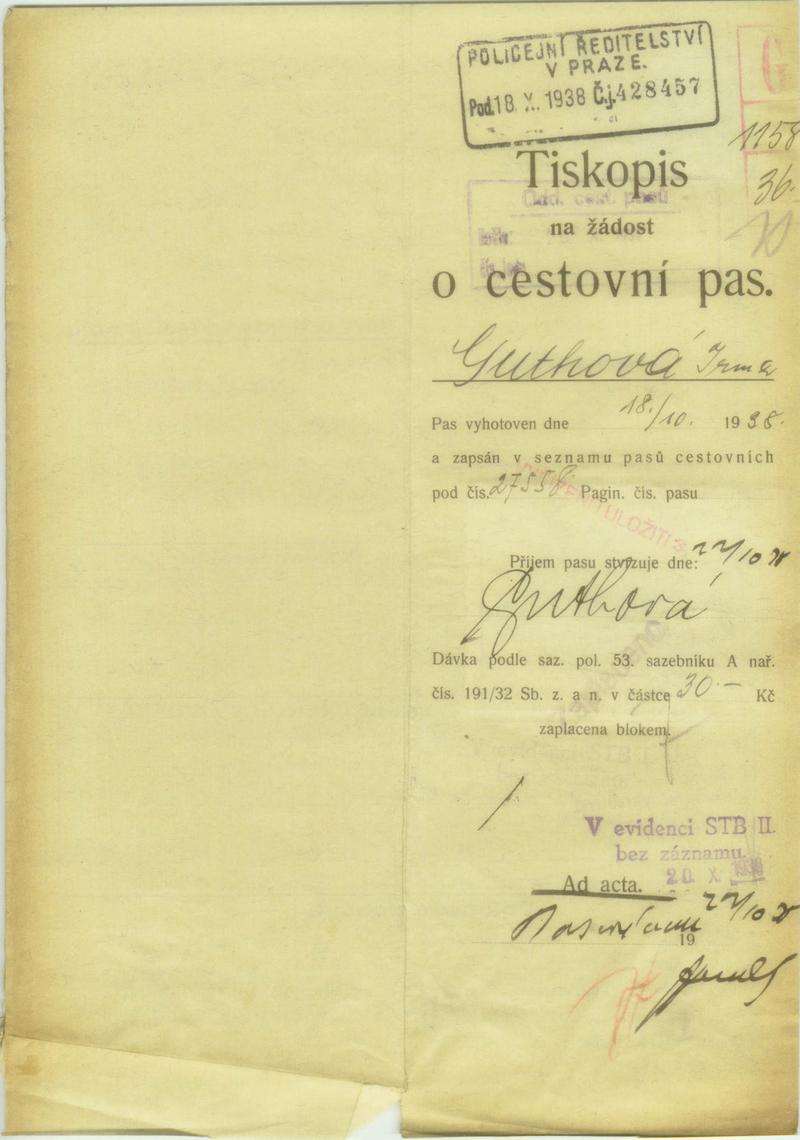 POLICEJNÍ ŘEDITELSTVÍ
V PRAZE.
Pod. 18. X. 1938 Č.j. 428457
G
1158
36
Tiskopis
na žádost
o cestovní pas.
Guthová Irma
Pas vyhotoven dne 18./10. 1938.
a zapsán v seznamu pasů cestovních
pod čís. 27558 Pagin. čís. pasu
ULOŽITI
Příjem pasu stvrzuje dne: 22/10
Guthová
Dávka podle saz. pol. 53. sazebníku A nař.
čís. 191/32 Sb. z. a n. v částce 30.– Kč
zaplacena blokem.
V evidenci STB II.
bez záznamu.
20. X. 1938
Ad acta.
22/10
19